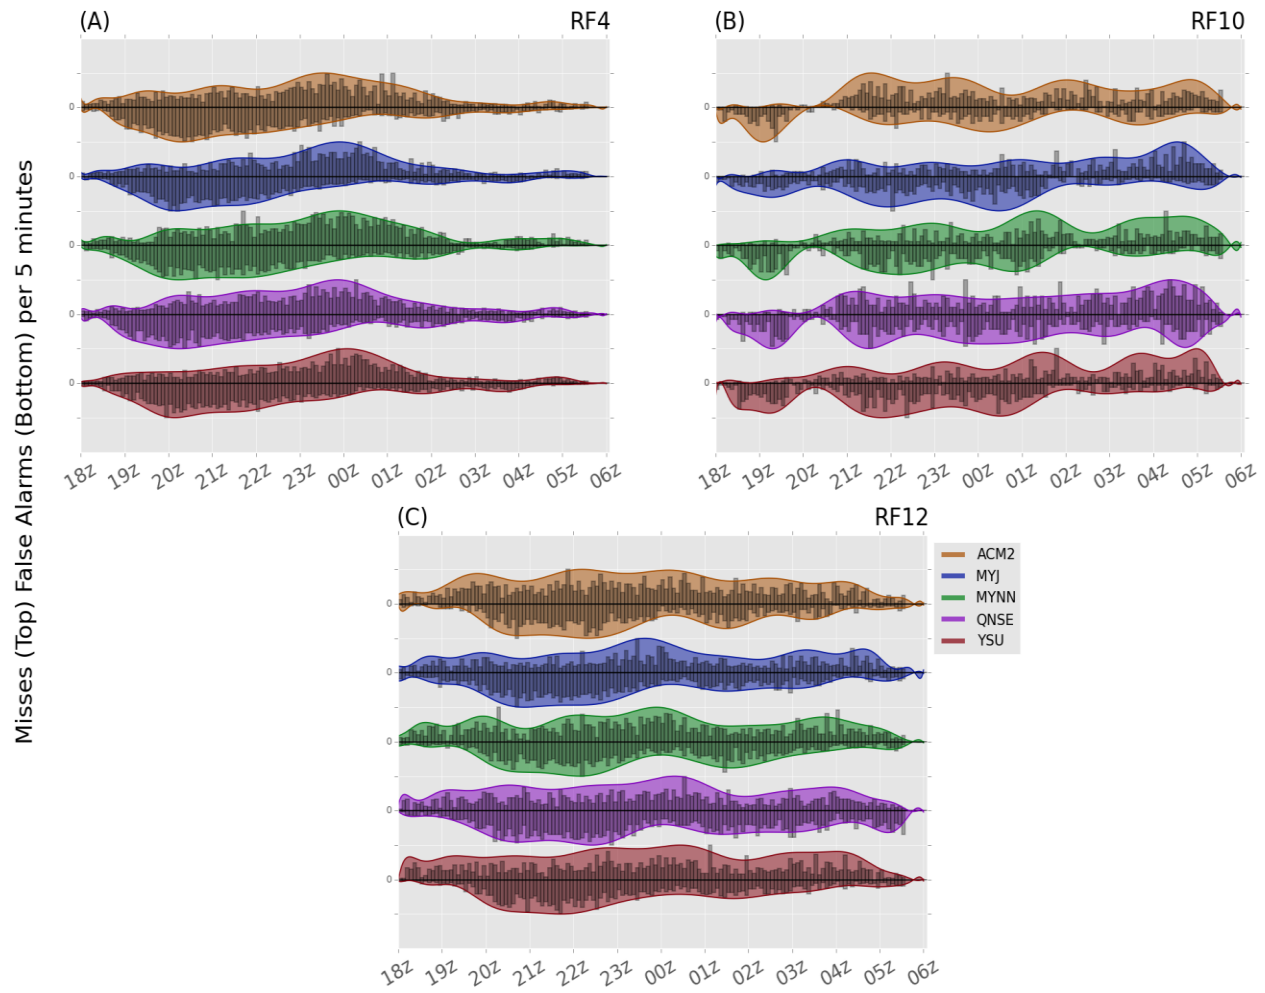 (A) RF4
(B) RF10
Misses (Top) False Alarms (Bottom) per 5 minutes
0
0
0
0
0
0
0
0
0
0
18z 19z 20z 21z 22z 23z 00z 01z 02z 03z 04z 05z 06z
18z 19z 20z 21z 22z 23z 00z 01z 02z 03z 04z 05z 06z
(C) RF12
ACM2
MYJ
MYNN
QNSE
YSU
0
0
0
0
0
18z 19z 20z 21z 22z 23z 00z 01z 02z 03z 04z 05z 06z